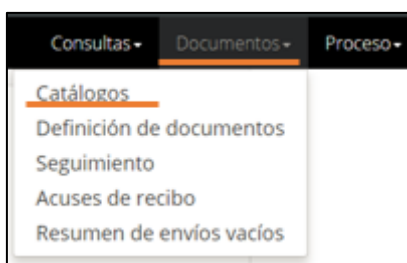 Consultas Documentos Proceso
Catálogos
Definición de documentos
Seguimiento
Acuses de recibo
Resumen de envíos vacíos